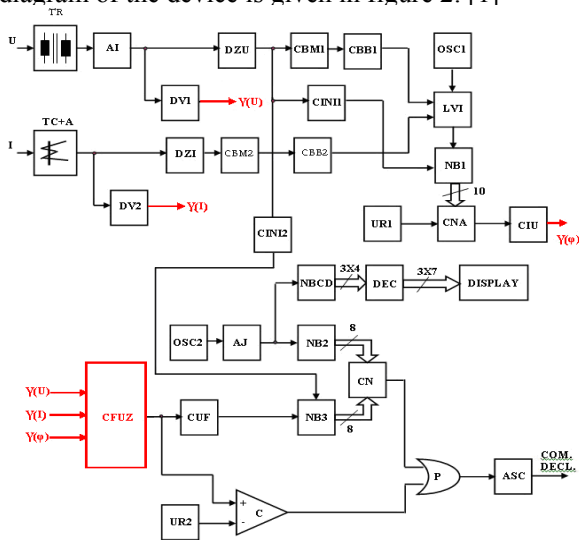 diagram of the device is given in figure 2. [1]
TR
U
AI
DZU
CBM1
CBB1
OSC1
DV1
γ(U)
CINI1
LVI
TC+A
I
DZI
CBM2
CBB2
NB1
10
DV2
γ(I)
CINI2
UR1
CNA
CIU
γ(φ)
3X4
3X7
NBCD
DEC
DISPLAY
OSC2
AJ
NB2
8
CN
γ(U)
γ(I)
γ(φ)
CFUZ
CUF
NB3
8
COM.
DECL.
P
ASC
+
-
C
UR2